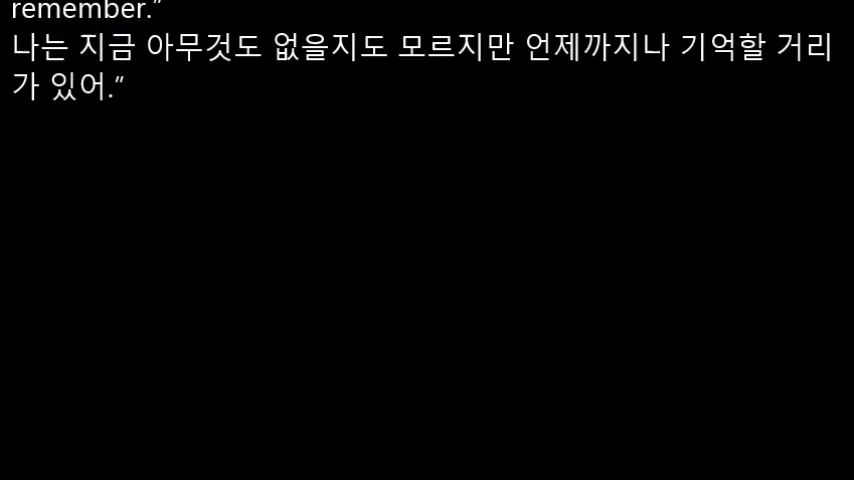 remember.”
나는 지금 아무것도 없을지도 모르지만 언제까지나 기억할 거리
가 있어.”